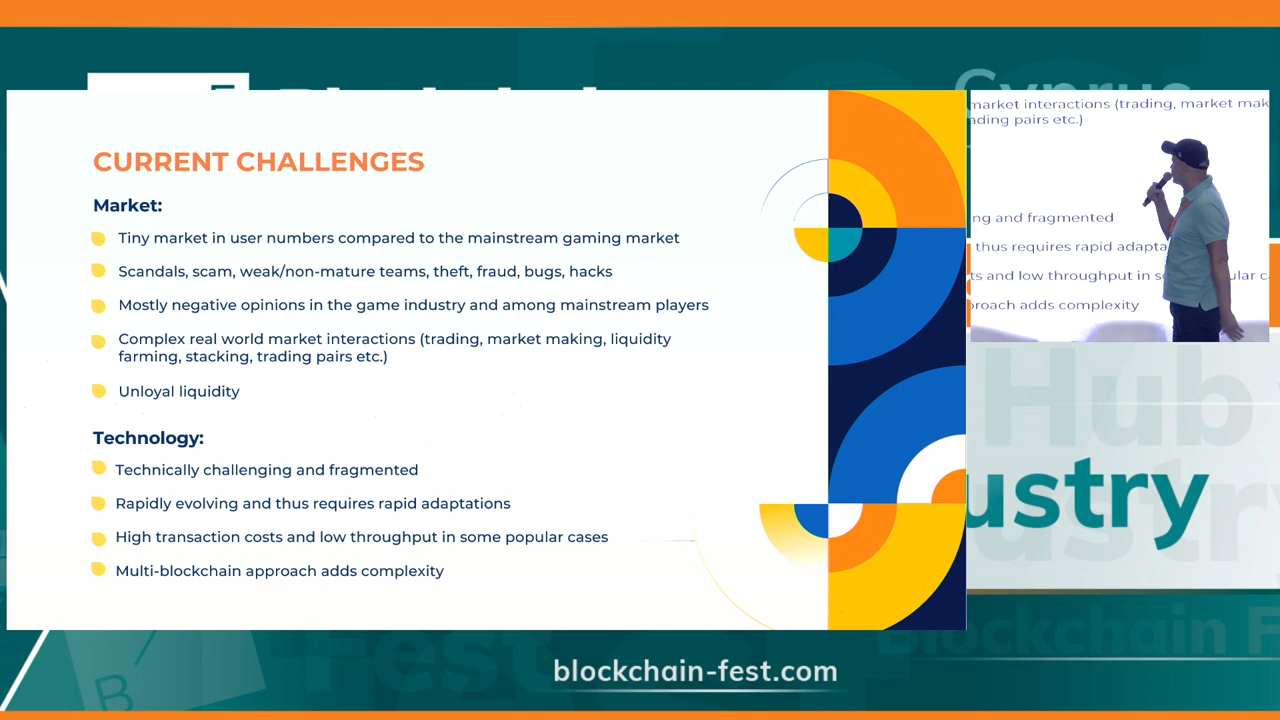 Cyprus
CURRENT CHALLENGES
Market:
Tiny market in user numbers compared to the mainstream gaming market
Scandals, scam, weak/non-mature teams, theft, fraud, bugs, hacks
Mostly negative opinions in the game industry and among mainstream players
Complex real world market interactions (trading, market making, liquidity
farming, stacking, trading pairs etc.)
Unloyal liquidity
Technology:
Technically challenging and fragmented
Rapidly evolving and thus requires rapid adaptations
High transaction costs and low throughput in some popular cases
Multi-blockchain approach adds complexity
market interactions (trading, market mak
ading pairs etc.)
ng and fragmented
thus requires rapid adapta
ts and low throughput in s ular c
proach adds complexity
Hub
ustry
Fest
Blockchain F
B
blockchain-fest.com